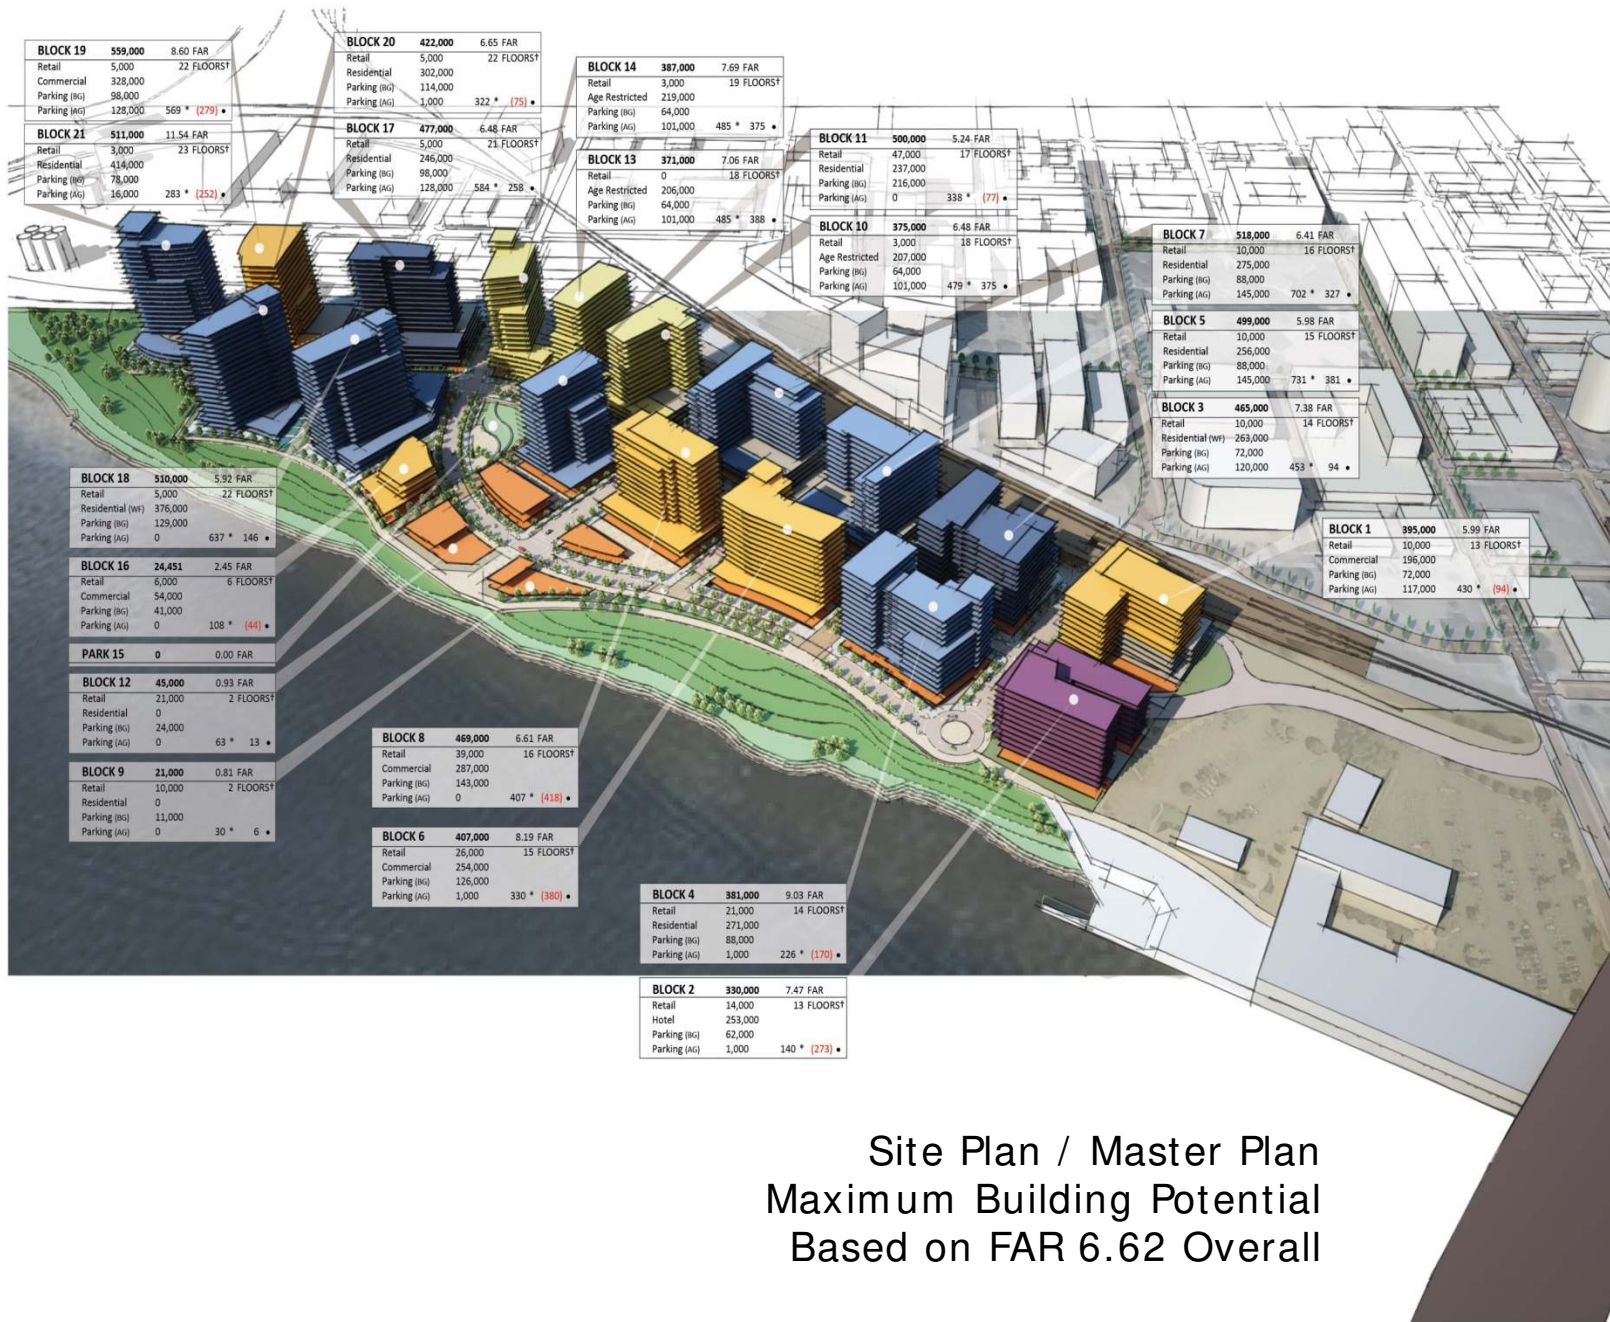 BLOCK 19 559,000 8.60 FAR
Retail 5,000 22 FLOORS†
Commercial 328,000
Parking (BG) 98,000
Parking (AG) 128,000 569 * (279) •
BLOCK 21 511,000 11.54 FAR
Retail 3,000 23 FLOORS†
Residential 414,000
Parking (BG) 78,000
Parking (AG) 16,000 283 * (252) •
BLOCK 20 422,000 6.65 FAR
Retail 5,000 22 FLOORS†
Residential 302,000
Parking (BG) 114,000
Parking (AG) 1,000 322 * (75) •
BLOCK 17 477,000 6.48 FAR
Retail 5,000 21 FLOORS†
Residential 246,000
Parking (BG) 98,000
Parking (AG) 128,000 584 * 258 •
BLOCK 14 387,000 7.69 FAR
Retail 3,000 19 FLOORS†
Age Restricted 219,000
Parking (BG) 64,000
Parking (AG) 101,000 485 * 375 •
BLOCK 13 371,000 7.06 FAR
Retail 0 18 FLOORS†
Age Restricted 206,000
Parking (BG) 64,000
Parking (AG) 101,000 485 * 388 •
BLOCK 11 500,000 5.24 FAR
Retail 47,000 17 FLOORS†
Residential 237,000
Parking (BG) 216,000
Parking (AG) 0 338 * (77) •
BLOCK 10 375,000 6.48 FAR
Retail 3,000 18 FLOORS†
Age Restricted 207,000
Parking (BG) 64,000
Parking (AG) 101,000 479 * 375 •
BLOCK 7 518,000 6.41 FAR
Retail 10,000 16 FLOORS†
Residential 275,000
Parking (BG) 88,000
Parking (AG) 145,000 702 * 327 •
BLOCK 5 499,000 5.98 FAR
Retail 10,000 15 FLOORS†
Residential 256,000
Parking (BG) 88,000
Parking (AG) 145,000 731 * 381 •
BLOCK 3 465,000 7.38 FAR
Retail 10,000 14 FLOORS†
Residential (WF) 263,000
Parking (BG) 72,000
Parking (AG) 120,000 453 * 94 •
BLOCK 1 395,000 5.99 FAR
Retail 10,000 13 FLOORS†
Commercial 196,000
Parking (BG) 72,000
Parking (AG) 117,000 430 * (94) •
BLOCK 18 510,000 5.92 FAR
Retail 5,000 22 FLOORS†
Residential (WF) 376,000
Parking (BG) 129,000
Parking (AG) 0 637 * 146 •
BLOCK 16 24,451 2.45 FAR
Retail 6,000 6 FLOORS†
Commercial 54,000
Parking (BG) 41,000
Parking (AG) 0 108 * (44) •
PARK 15 0 0.00 FAR
BLOCK 12 45,000 0.93 FAR
Retail 21,000 2 FLOORS†
Residential 0
Parking (BG) 24,000
Parking (AG) 0 63 * 13 •
BLOCK 9 21,000 0.81 FAR
Retail 10,000 2 FLOORS†
Residential 0
Parking (BG) 11,000
Parking (AG) 0 30 * 6 •
BLOCK 8 469,000 6.61 FAR
Retail 39,000 16 FLOORS†
Commercial 287,000
Parking (BG) 143,000
Parking (AG) 0 407 * (418) •
BLOCK 6 407,000 8.19 FAR
Retail 26,000 15 FLOORS†
Commercial 254,000
Parking (BG) 126,000
Parking (AG) 1,000 330 * (380) •
BLOCK 4 381,000 9.03 FAR
Retail 21,000 14 FLOORS†
Residential 271,000
Parking (BG) 88,000
Parking (AG) 1,000 226 * (170) •
BLOCK 2 330,000 7.47 FAR
Retail 14,000 13 FLOORS†
Hotel 253,000
Parking (BG) 62,000
Parking (AG) 1,000 140 * (273) •
Site Plan / Master Plan
Maximum Building Potential
Based on FAR 6.62 Overall